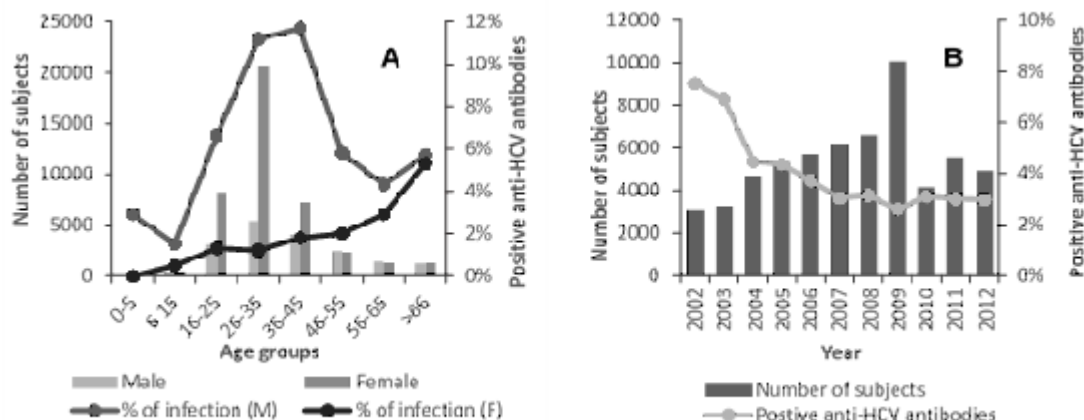 25000 12% 12000 10%
20000 10% 10000 8%
15000 8% 8000 6%
10000 6% 6000 4%
5000 4% 4000 2%
0 2% 2000 0%
0% 0
A
B
Number of subjects
Positive anti-HCV antibodies
Number of subjects
Positive anti-HCV antibodies
0-5 16-25 26-35 36-45 46-55 56-65 >66
Age groups
2002 2003 2004 2005 2006 2007 2008 2009 2010 2011 2012
Year
Male Female
% of infection (M) % of infection (F)
Number of subjects
Postive anti-HCV antibodies